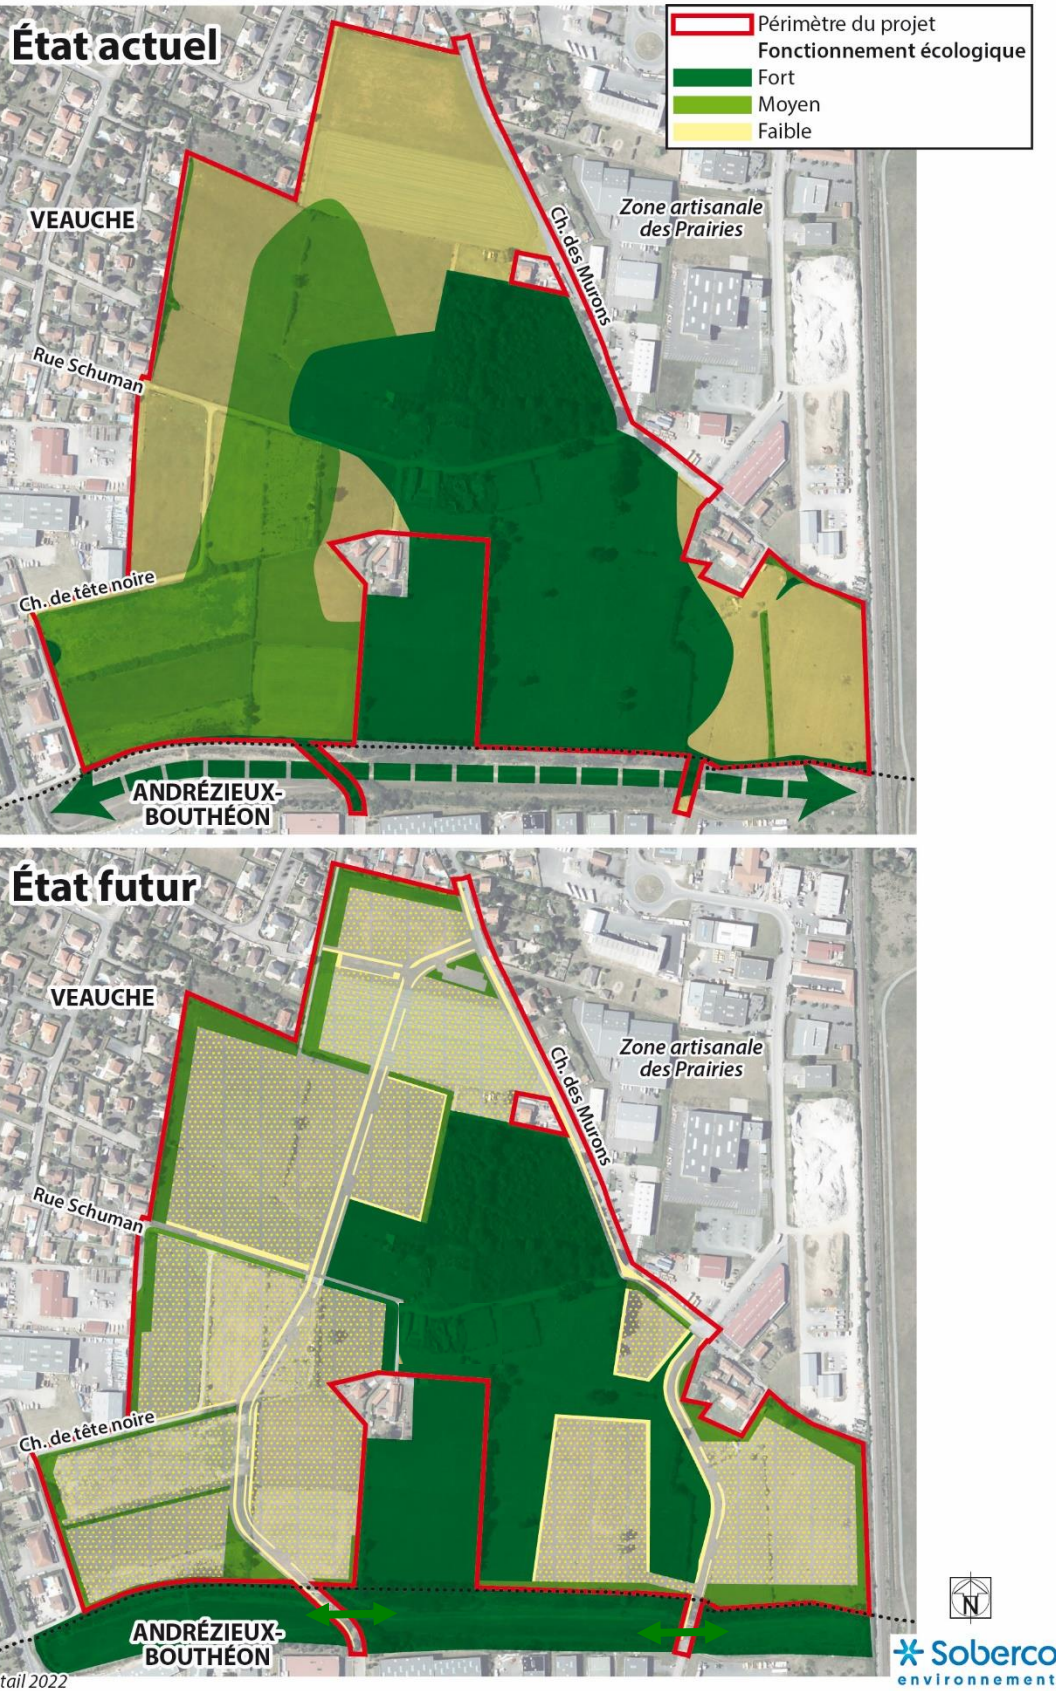 État actuel
Périmètre du projet
Fonctionnement écologique
Fort
Moyen
Faible
VEAUCHE
Zone artisanale
des Prairies
Ch. des Murons
Rue Schuman
Ch. de tête noire
ANDRÉZIEUX-
BOUTHÉON
État futur
VEAUCHE
Zone artisanale
des Prairies
Ch. des Murons
Rue Schuman
Ch. de tête noire
ANDRÉZIEUX-
BOUTHÉON
N
Soberco
environnement
tail 2022